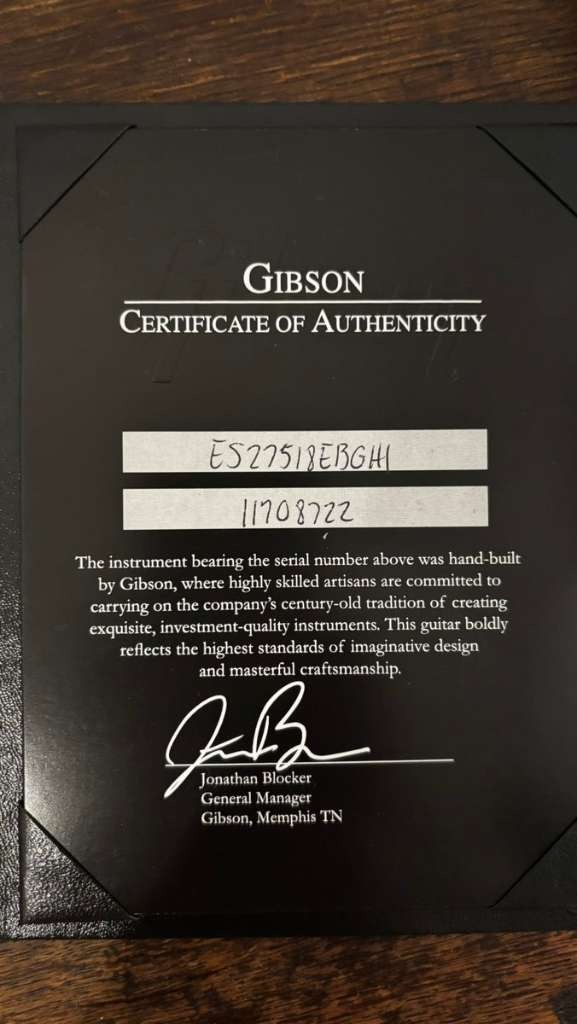 GIBSON
CERTIFICATE OF AUTHENTICITY
ES27518EBGH1
11708722
The instrument bearing the serial number above was hand-built
by Gibson, where highly skilled artisans are committed to
carrying on the company's century-old tradition of creating
exquisite, investment-quality instruments. This guitar boldly
reflects the highest standards of imaginative design
and masterful craftsmanship.
Jonathan Blocker
General Manager
Gibson, Memphis TN